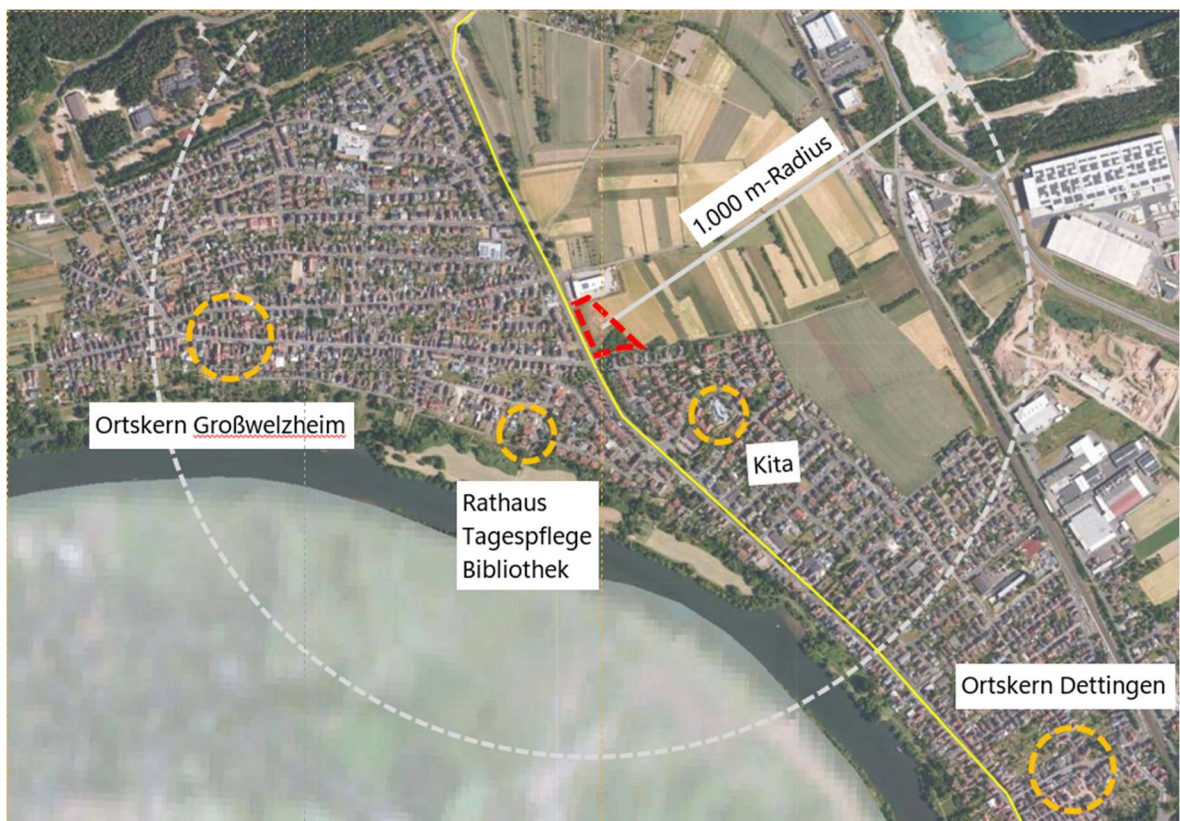 1.000 m-Radius
Ortskern Großwelzheim
Kita
Rathaus
Tagespflege
Bibliothek
Ortskern Dettingen